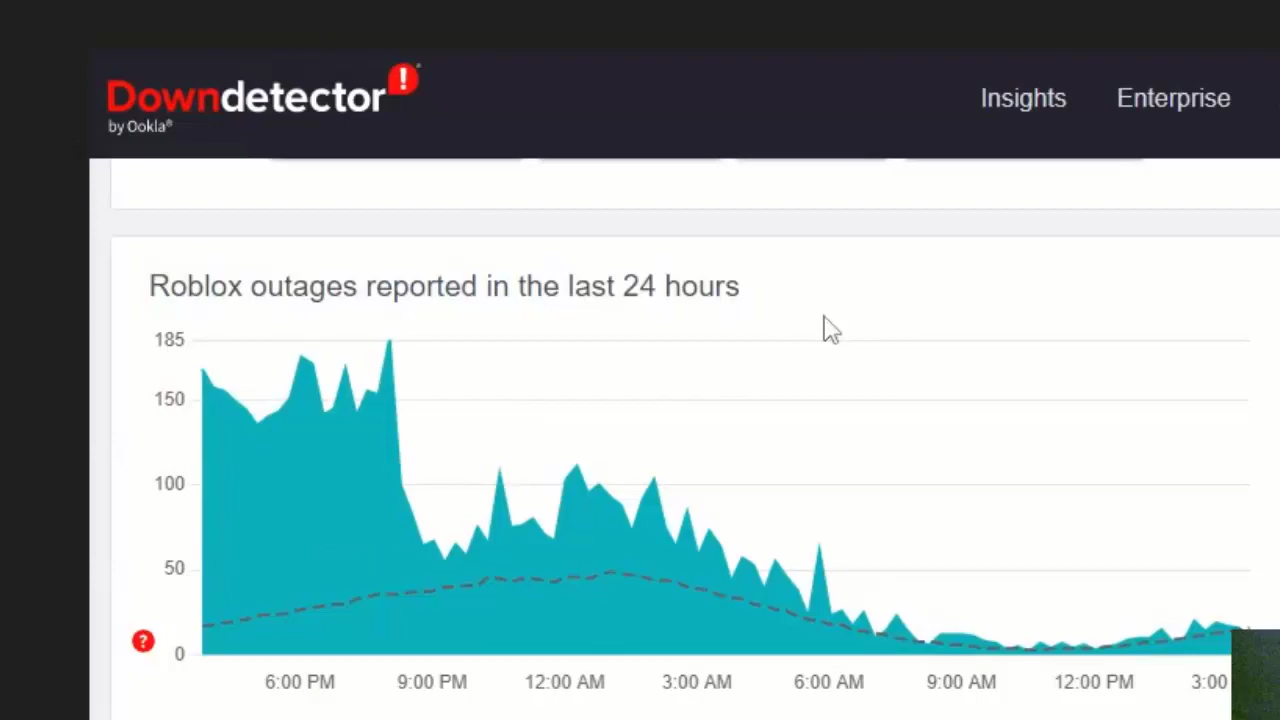 Downdetector!
by Ookla®
Insights
Enterprise
Roblox outages reported in the last 24 hours
185
150
100
50
0
?
6:00 PM
9:00 PM
12:00 AM
3:00 AM
6:00 AM
9:00 AM
12:00 PM
3:00